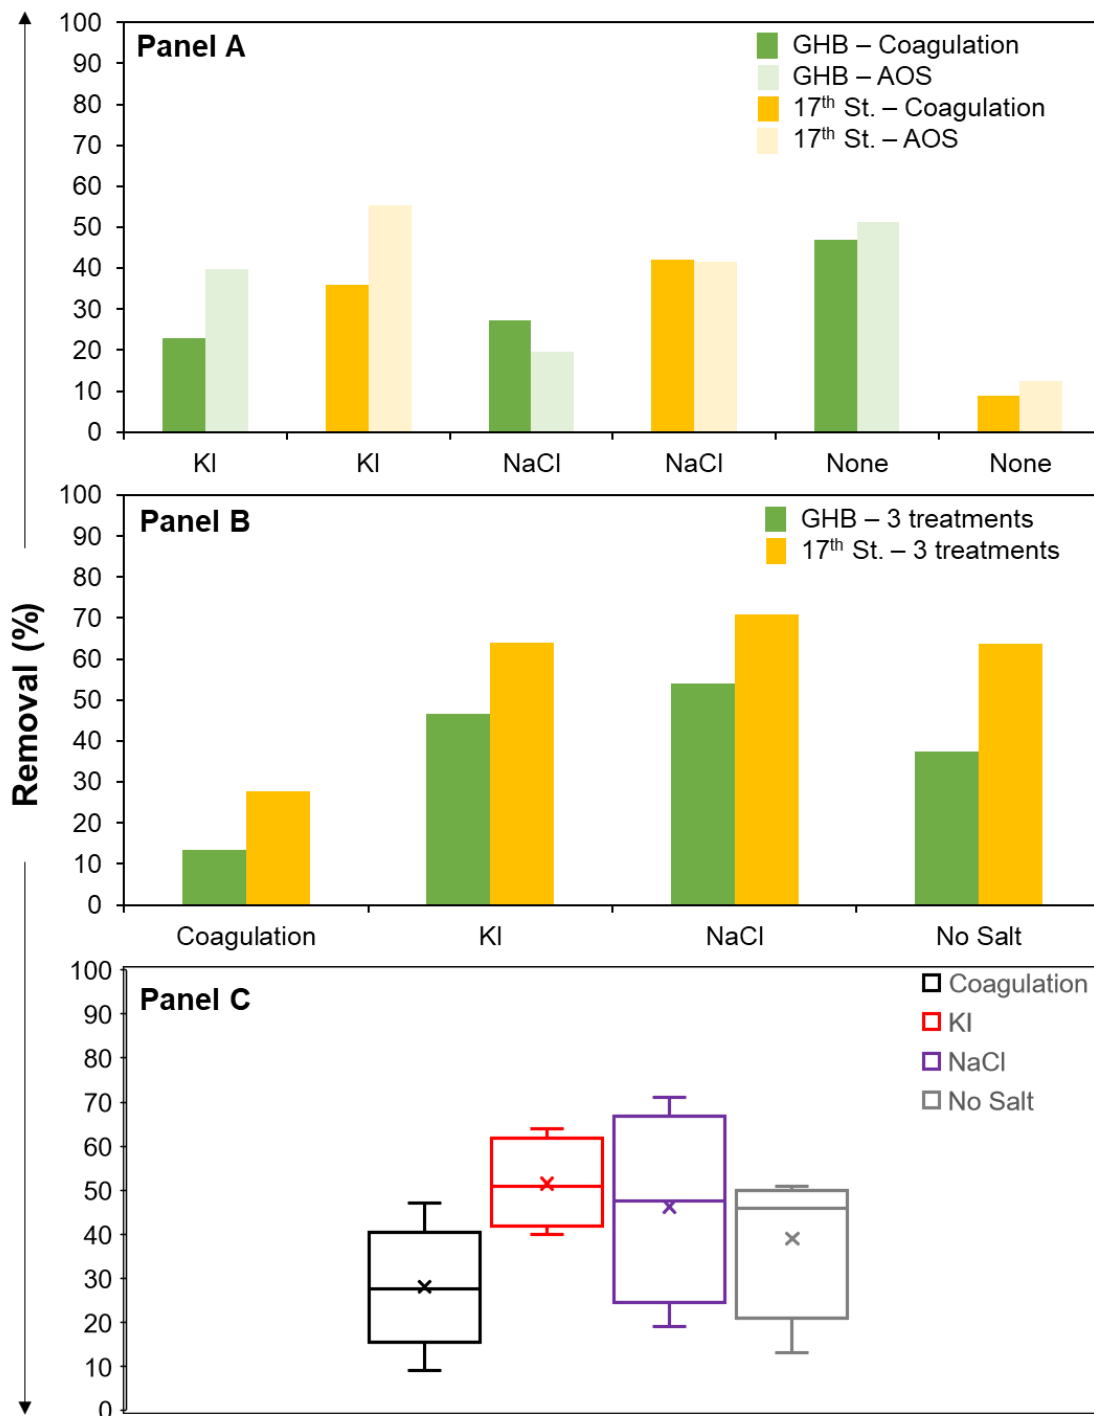 Removal (%)
Panel A
GHB – Coagulation
GHB – AOS
17th St. – Coagulation
17th St. – AOS
100
90
80
70
60
50
40
30
20
10
0
KI KI NaCl NaCl None None
Panel B
GHB – 3 treatments
17th St. – 3 treatments
100
90
80
70
60
50
40
30
20
10
0
Coagulation KI NaCl No Salt
Panel C
Coagulation
KI
NaCl
No Salt
100
90
80
70
60
50
40
30
20
10
0